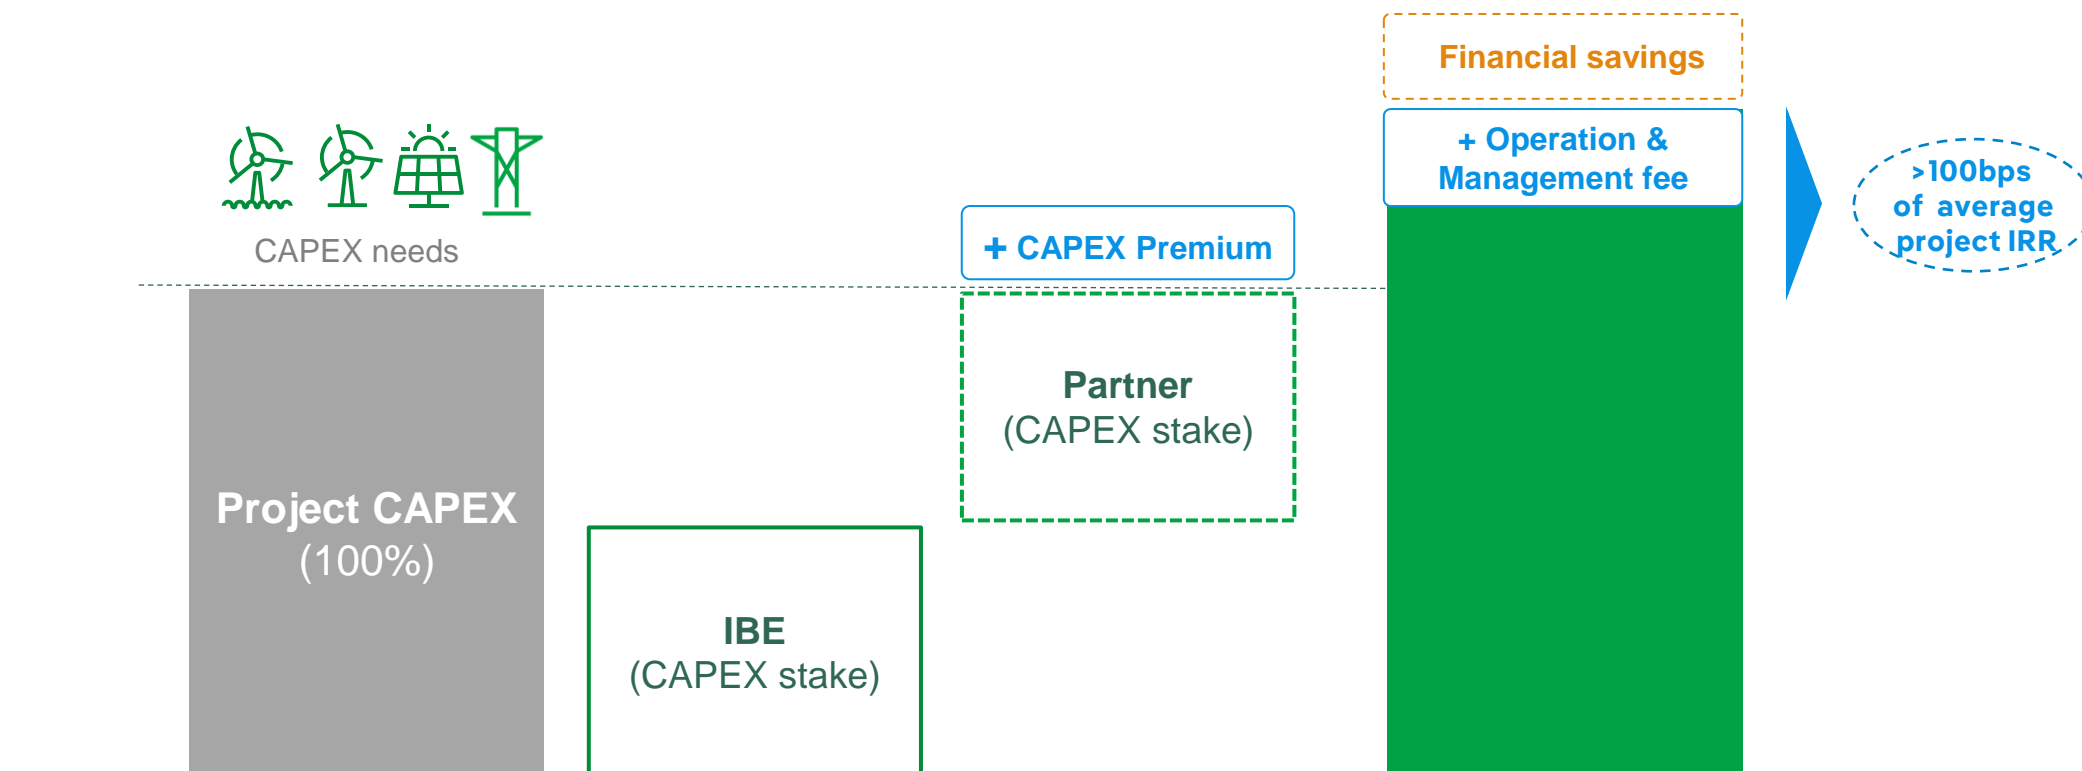 CAPEX needs
Project CAPEX
(100%)
IBE
(CAPEX stake)
+ CAPEX Premium
Partner
(CAPEX stake)
Financial savings
+ Operation &
Management fee
>100bps
of average
project IRR